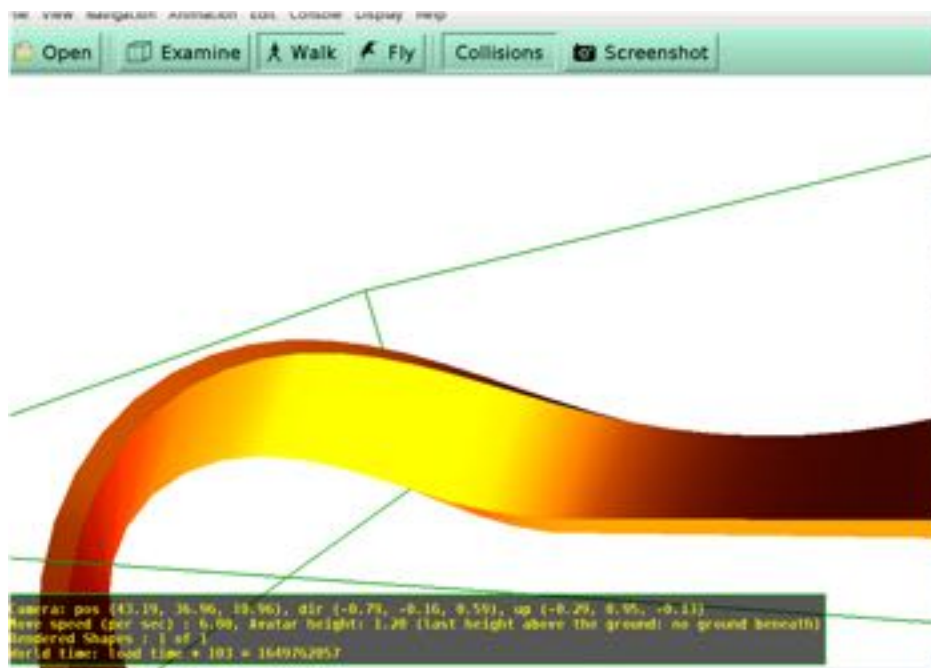 File View Navigation Animation Edit Console Display Help
Open Examine Walk Fly Collisions Screenshot
Camera: pos (43.19, 36.96, 10.96), dir (-0.79, -0.16, 0.59), up (-0.29, 0.95, -0.13)
Move speed (per sec) : 6.00, Avatar height: 1.20 (last height above the ground: no ground beneath)
Rendered Shapes : 1 of 1
World time: load time + 103 = 1649762057